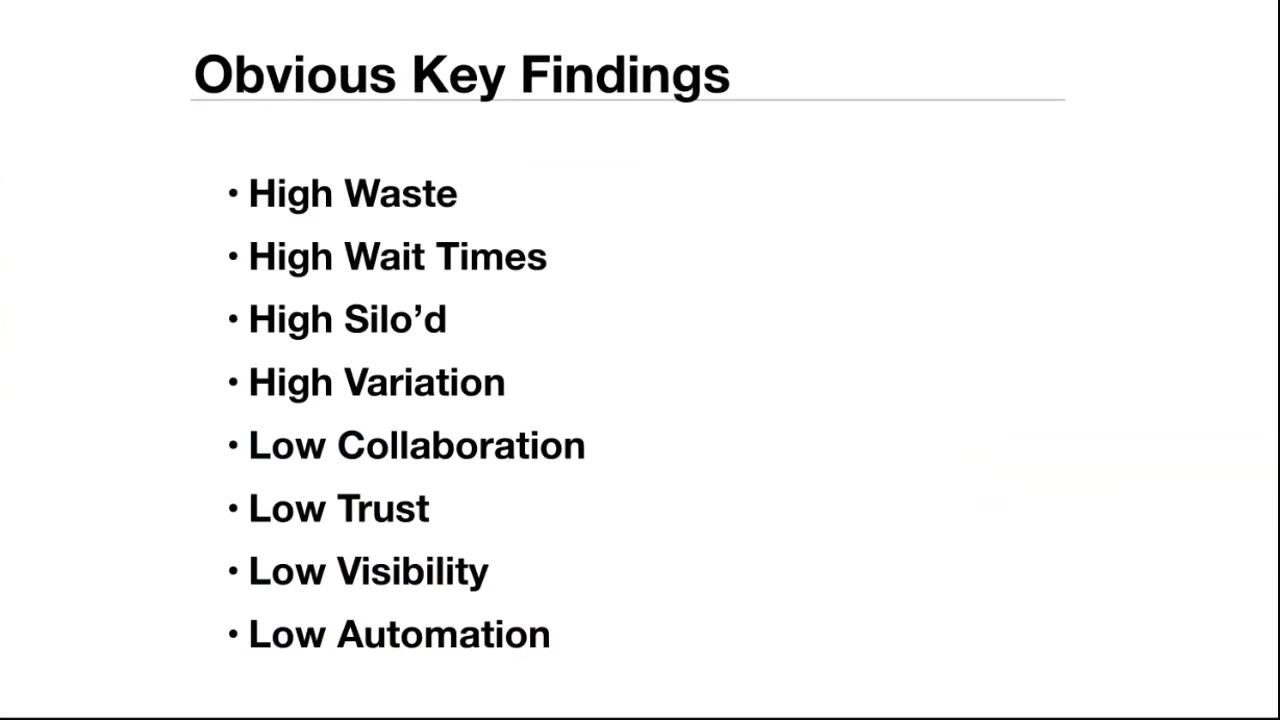 Obvious Key Findings
• High Waste
• High Wait Times
• High Silo’d
• High Variation
• Low Collaboration
• Low Trust
• Low Visibility
• Low Automation